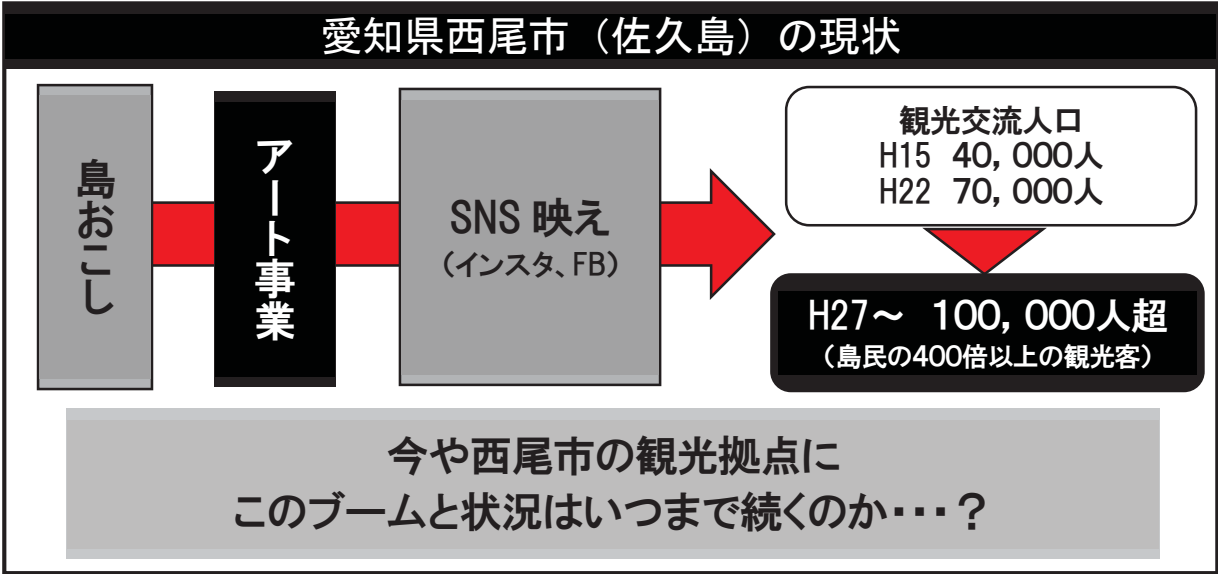 愛知県西尾市（佐久島）の現状
島おこし
アート事業
SNS 映え
（インスタ、FB）
観光交流人口
H15 40,000人
H22 70,000人
H27～ 100,000人超
（島民の400倍以上の観光客）
今や西尾市の観光拠点に
このブームと状況はいつまで続くのか・・・？